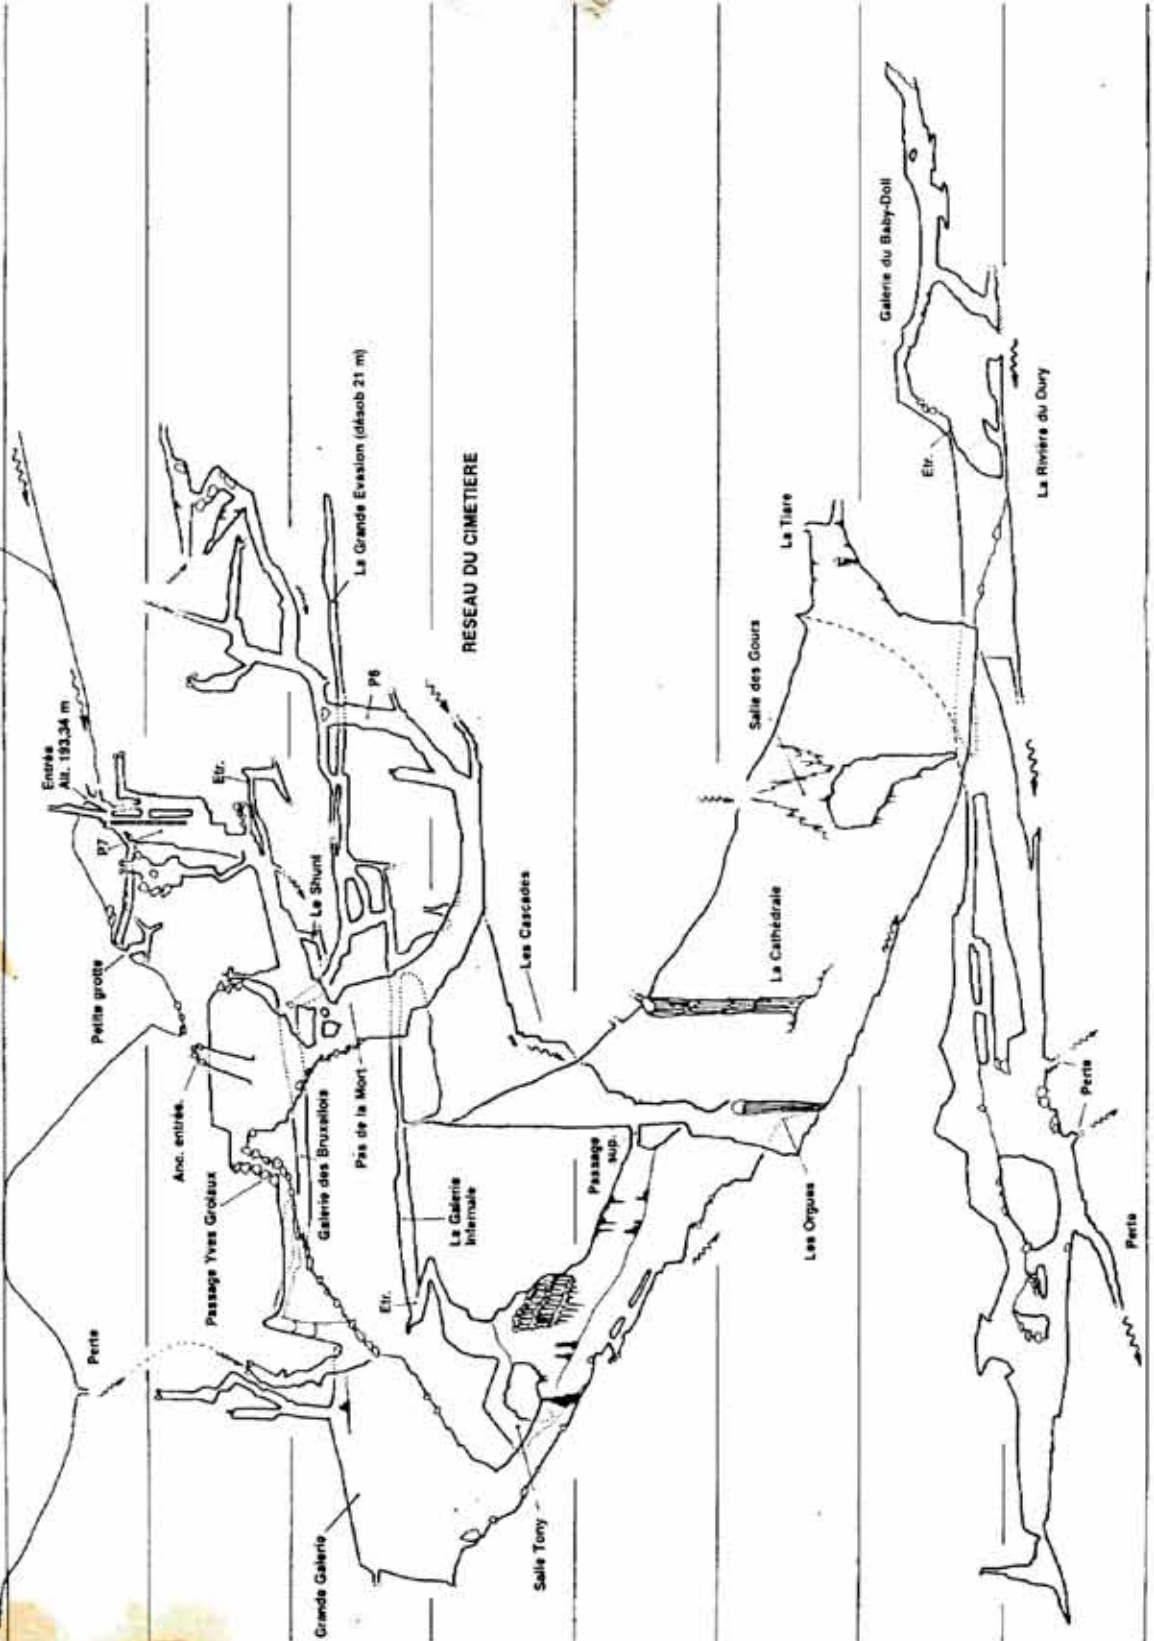 Grande Galerie
Perte
Passage Yves Groiaux
Anc. entrée
Petite grotte
P7
Entrée
Alt. 193,34 m
Etr.
Le Shunt
Galerie des Bruxellois
Pas de la Mort
La Grande Evasion (désob 21 m)
P6
RESEAU DU CIMETIERE
Etr.
La Galerie
Infernale
Salle Tony
Passage
sup.
Les Cascades
Les Orgues
La Cathédrale
Salle des Gours
La Tiare
Galerie du Baby-Doll
Etr.
La Rivière du Dury
Perte
Perte